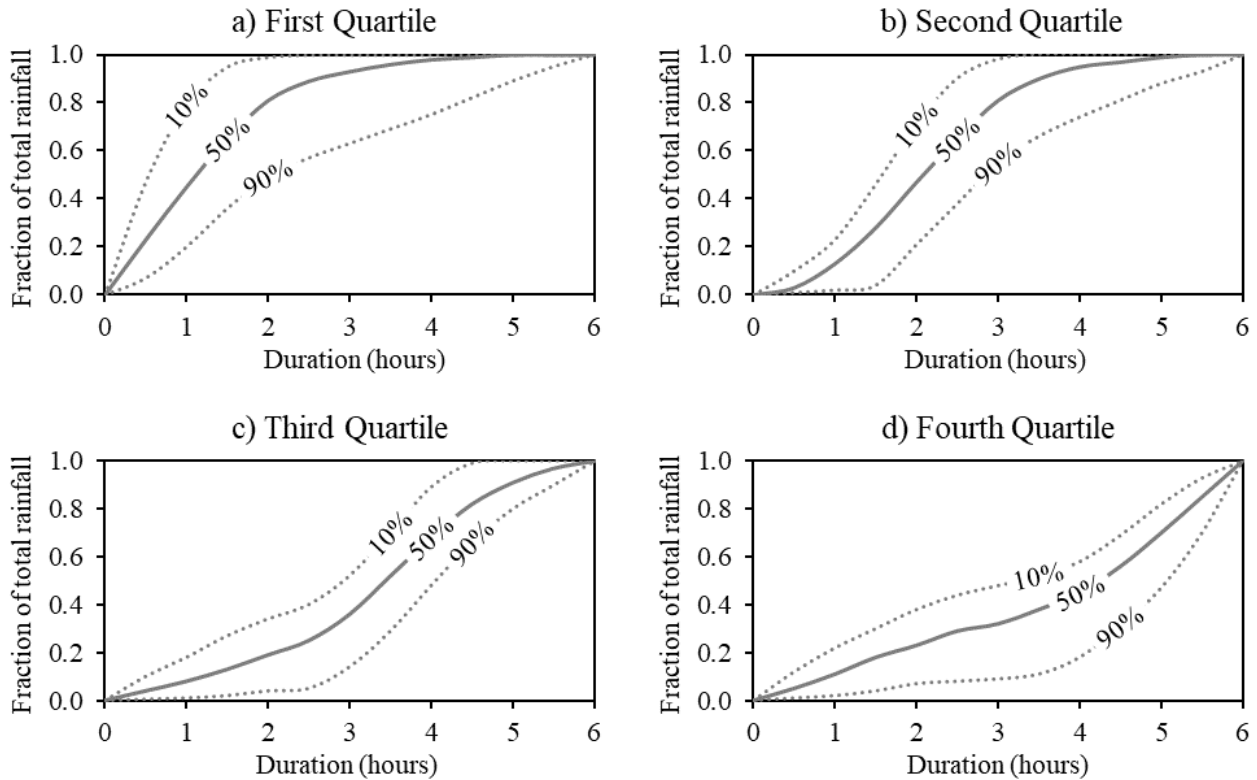 a) First Quartile
Fraction of total rainfall
1.0
0.8
0.6
0.4
0.2
0.0
10%
50%
90%
0 1 2 3 4 5 6
Duration (hours)
b) Second Quartile
Fraction of total rainfall
1.0
0.8
0.6
0.4
0.2
0.0
10%
50%
90%
0 1 2 3 4 5 6
Duration (hours)
c) Third Quartile
Fraction of total rainfall
1.0
0.8
0.6
0.4
0.2
0.0
10%
50%
90%
0 1 2 3 4 5 6
Duration (hours)
d) Fourth Quartile
Fraction of total rainfall
1.0
0.8
0.6
0.4
0.2
0.0
10%
50%
90%
0 1 2 3 4 5 6
Duration (hours)